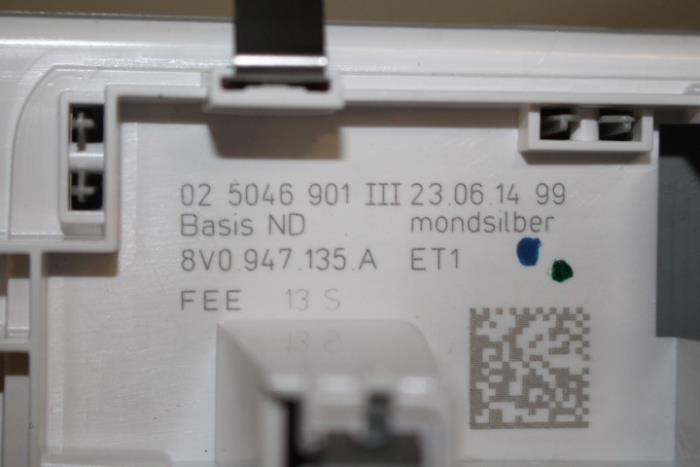 02 5046 901 III 23.06.14 99
Basis ND mondsilber
8V0.947.135.A ET1
FEE 13 S